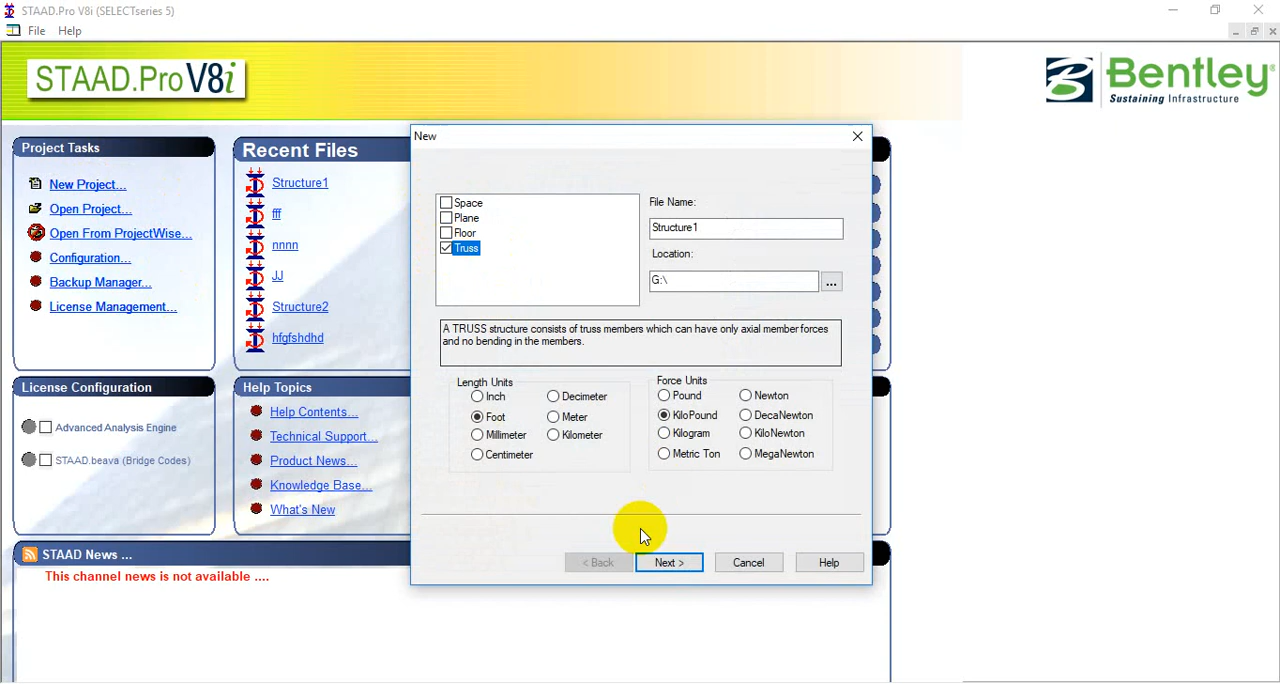 STAAD.Pro V8i (SELECTseries 5)
File Help
STAAD.Pro V8i
Bentley®
Sustaining Infrastructure
Project Tasks
New Project...
Open Project...
Open From ProjectWise...
Configuration...
Backup Manager...
License Management...
Recent Files
Structure1
fff
nnnn
JJ
Structure2
hfgfshdhd
License Configuration
Advanced Analysis Engine
STAAD.beava (Bridge Codes)
Help Topics
Help Contents...
Technical Support...
Product News...
Knowledge Base...
What's New
STAAD News ...
This channel news is not available ....
New
Space
Plane
Floor
Truss
File Name:
Structure1
Location:
G:\
...
A TRUSS structure consists of truss members which can have only axial member forces
and no bending in the members.
Length Units
Inch Decimeter
Foot Meter
Millimeter Kilometer
Centimeter
Force Units
Pound Newton
KiloPound DecaNewton
Kilogram KiloNewton
Metric Ton MegaNewton
< Back Next > Cancel Help